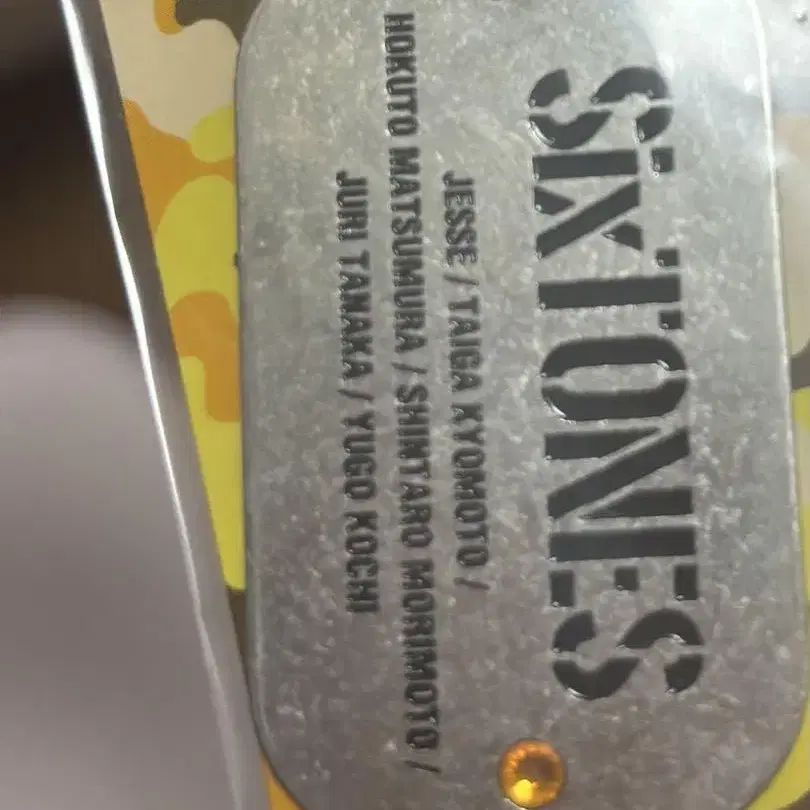 SixTONES
JESSE / TAIGA KYOMOTO /
HOKUTO MATSUMURA / SHINTARO MORIMOTO /
JURI TANAKA / YUGO KOCHI